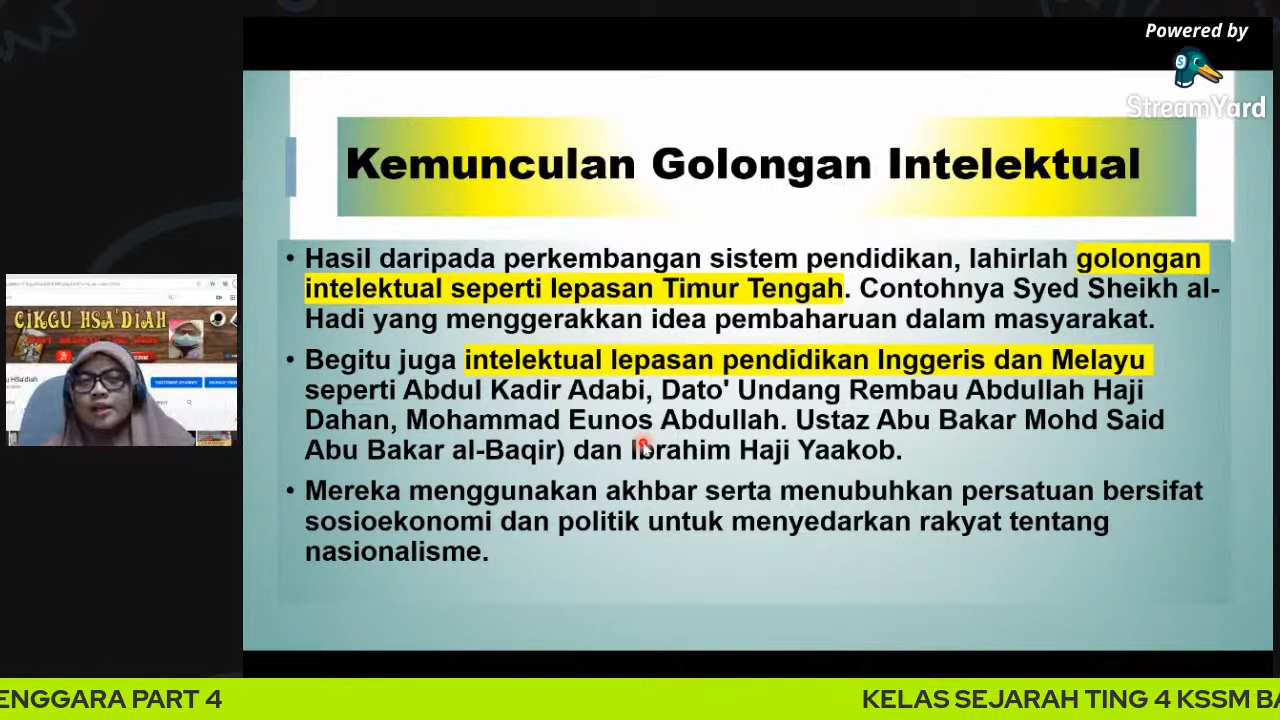 Powered by
StreamYard
Kemunculan Golongan Intelektual
• Hasil daripada perkembangan sistem pendidikan, lahirlah golongan
intelektual seperti lepasan Timur Tengah. Contohnya Syed Sheikh al-
Hadi yang menggerakkan idea pembaharuan dalam masyarakat.
• Begitu juga intelektual lepasan pendidikan Inggeris dan Melayu
seperti Abdul Kadir Adabi, Dato' Undang Rembau Abdullah Haji
Dahan, Mohammad Eunos Abdullah. Ustaz Abu Bakar Mohd Said
Abu Bakar al-Baqir) dan Ibrahim Haji Yaakob.
• Mereka menggunakan akhbar serta menubuhkan persatuan bersifat
sosioekonomi dan politik untuk menyedarkan rakyat tentang
nasionalisme.
CIKGU HSA'DIAH
HSa'diah
ENGGARA PART 4
KELAS SEJARAH TING 4 KSSM BA